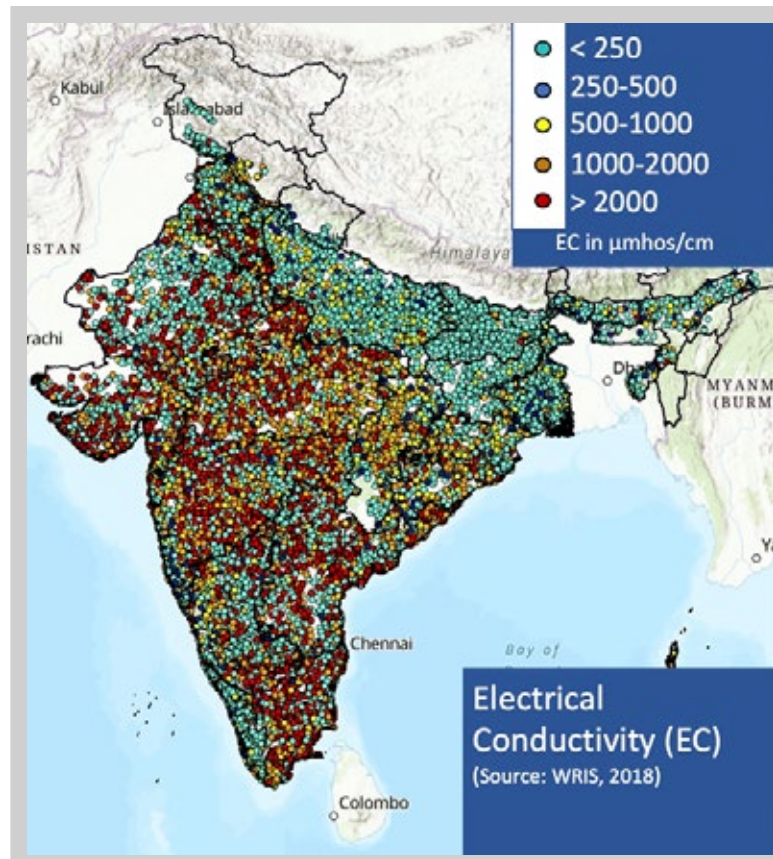 < 250
250-500
500-1000
1000-2000
> 2000
EC in µmhos/cm
Kabul
Himalaya
ISTAN
rachi
MYANM
(BURM
Chennai
Bay of
Electrical
Conductivity (EC)
(Source: WRIS, 2018)
Colombo